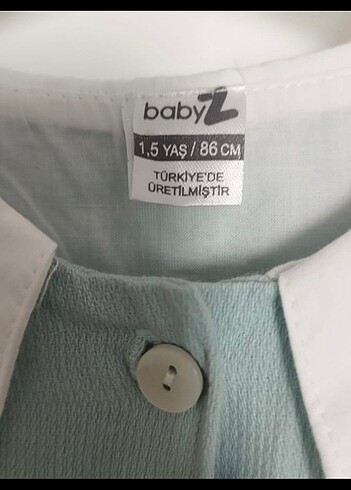 babyZ
1,5 YAŞ / 86 CM
TÜRKİYE'DE
ÜRETİLMİŞTİR